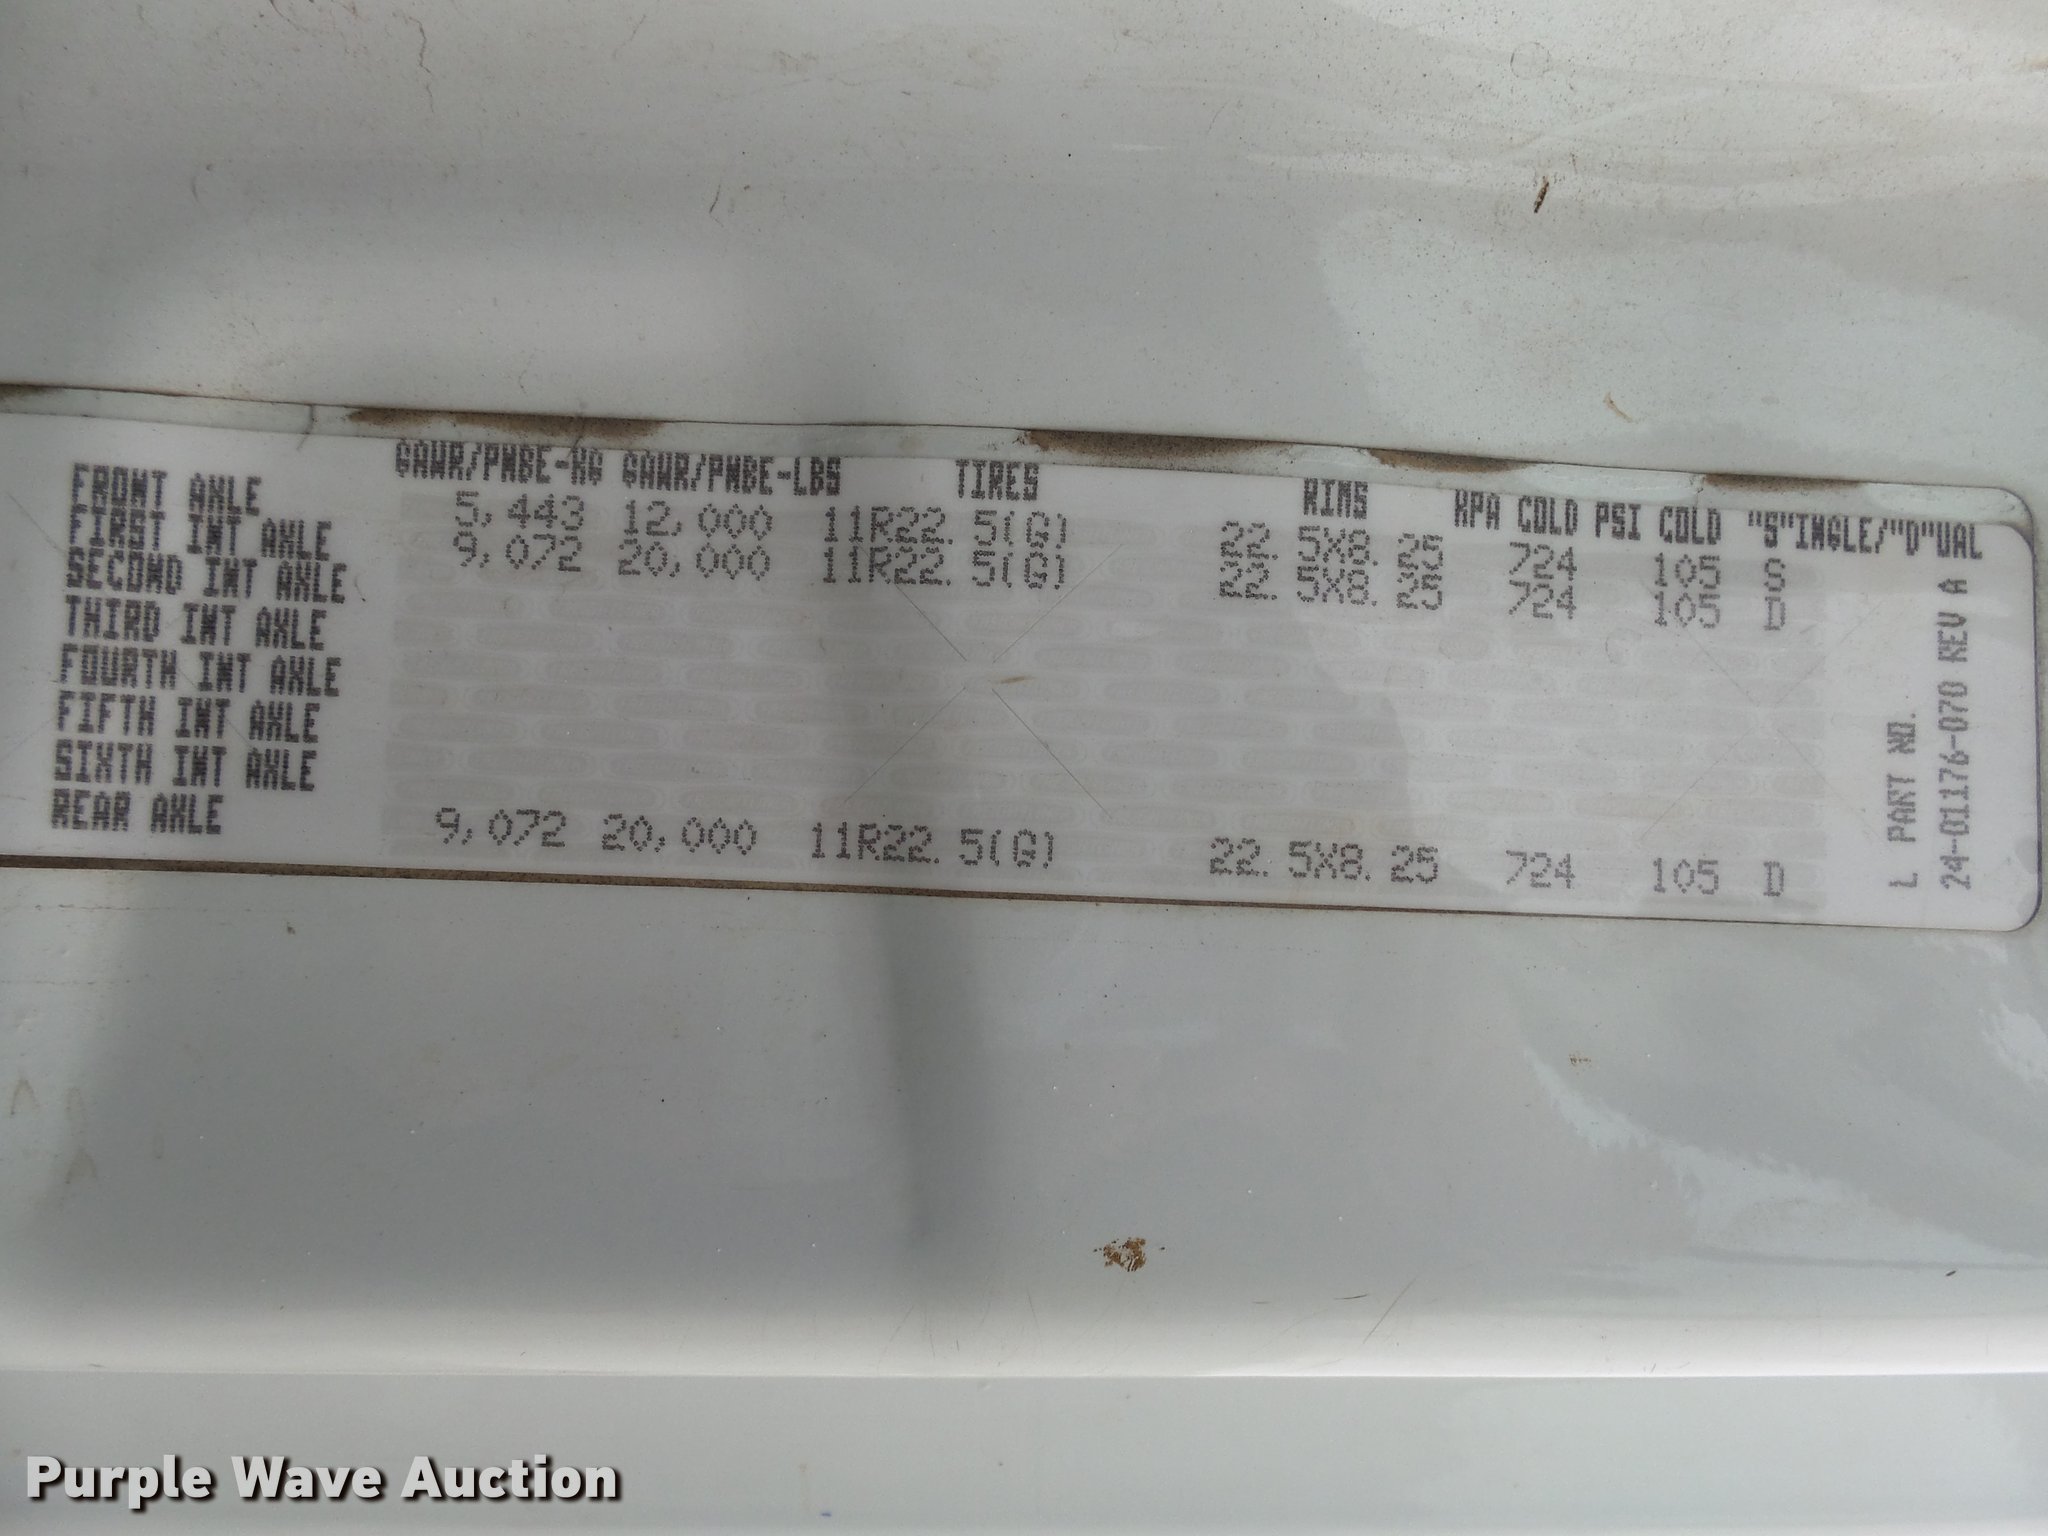 GAWR/PNBE-KG GAWR/PNBE-LBS TIRES RIMS KPA COLD PSI COLD "S"INGLE/"D"UAL
FRONT AXLE 5,443 12,000 11R22.5(G) 22.5X8.25 724 105 S
FIRST INT AXLE 9,072 20,000 11R22.5(G) 22.5X8.25 724 105 D
SECOND INT AXLE
THIRD INT AXLE
FOURTH INT AXLE
FIFTH INT AXLE
SIXTH INT AXLE
REAR AXLE 9,072 20,000 11R22.5(G) 22.5X8.25 724 105 D
L PART NO.
24-01176-070 REV A
Purple Wave Auction